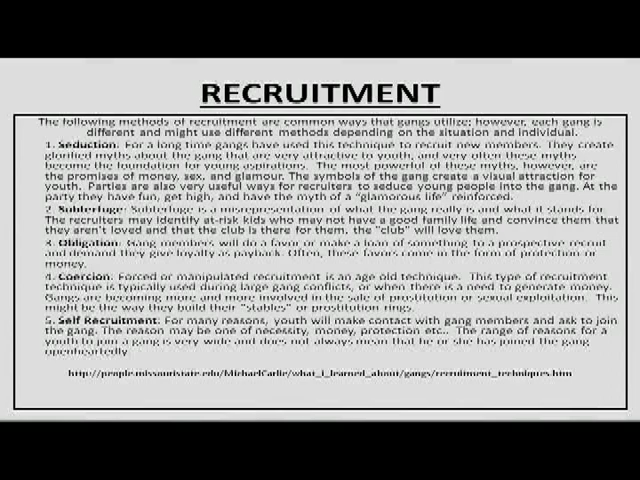 RECRUITMENT
The following methods of recruitment are common ways that gangs utilize; however, each gang is
different and might use different methods depending on the situation and individual.
1. Seduction: For a long time gangs have used this technique to recruit new members. They create
glorified myths about the gang that are very attractive to youth, and very often these myths
become the foundation for young aspirations. The most powerful of these myths, however, are
the promises of money, sex, and glamour. The symbols of the gang create a visual attraction for
youth. Parties are also very useful ways for recruiters to seduce young people into the gang. At the
party they have fun, get high, and have the myth of a "glamorous life" reinforced.
2. Subterfuge: Subterfuge is a misrepresentation of what the gang really is and what it stands for.
The recruiters may identify at-risk kids who may not have a good family life and convince them that
they aren't loved and that the club is there for them, the "club" will love them.
3. Obligation: Gang members will do a favor or make a loan of something to a prospective recruit
and demand they give loyalty as payback. Often, these favors come in the form of protection or
money.
4. Coercion: Forced or manipulated recruitment is an age old technique. This type of recruitment
technique is typically used during large gang conflicts, or when there is a need to generate money.
Gangs are becoming more and more involved in the sale of prostitution or sexual exploitation. This
might be the way they build their "stables" or prostitution rings.
5. Self Recruitment: For many reasons, youth will make contact with gang members and ask to join
the gang. The reason may be one of necessity, money, protection etc.. The range of reasons for a
youth to join a gang is very wide and does not always mean that he or she has joined the gang
openheartedly.
http://people.missouristate.edu/MichaelCarlie/what_i_learned_about/gangs/recruitment_techniques.htm